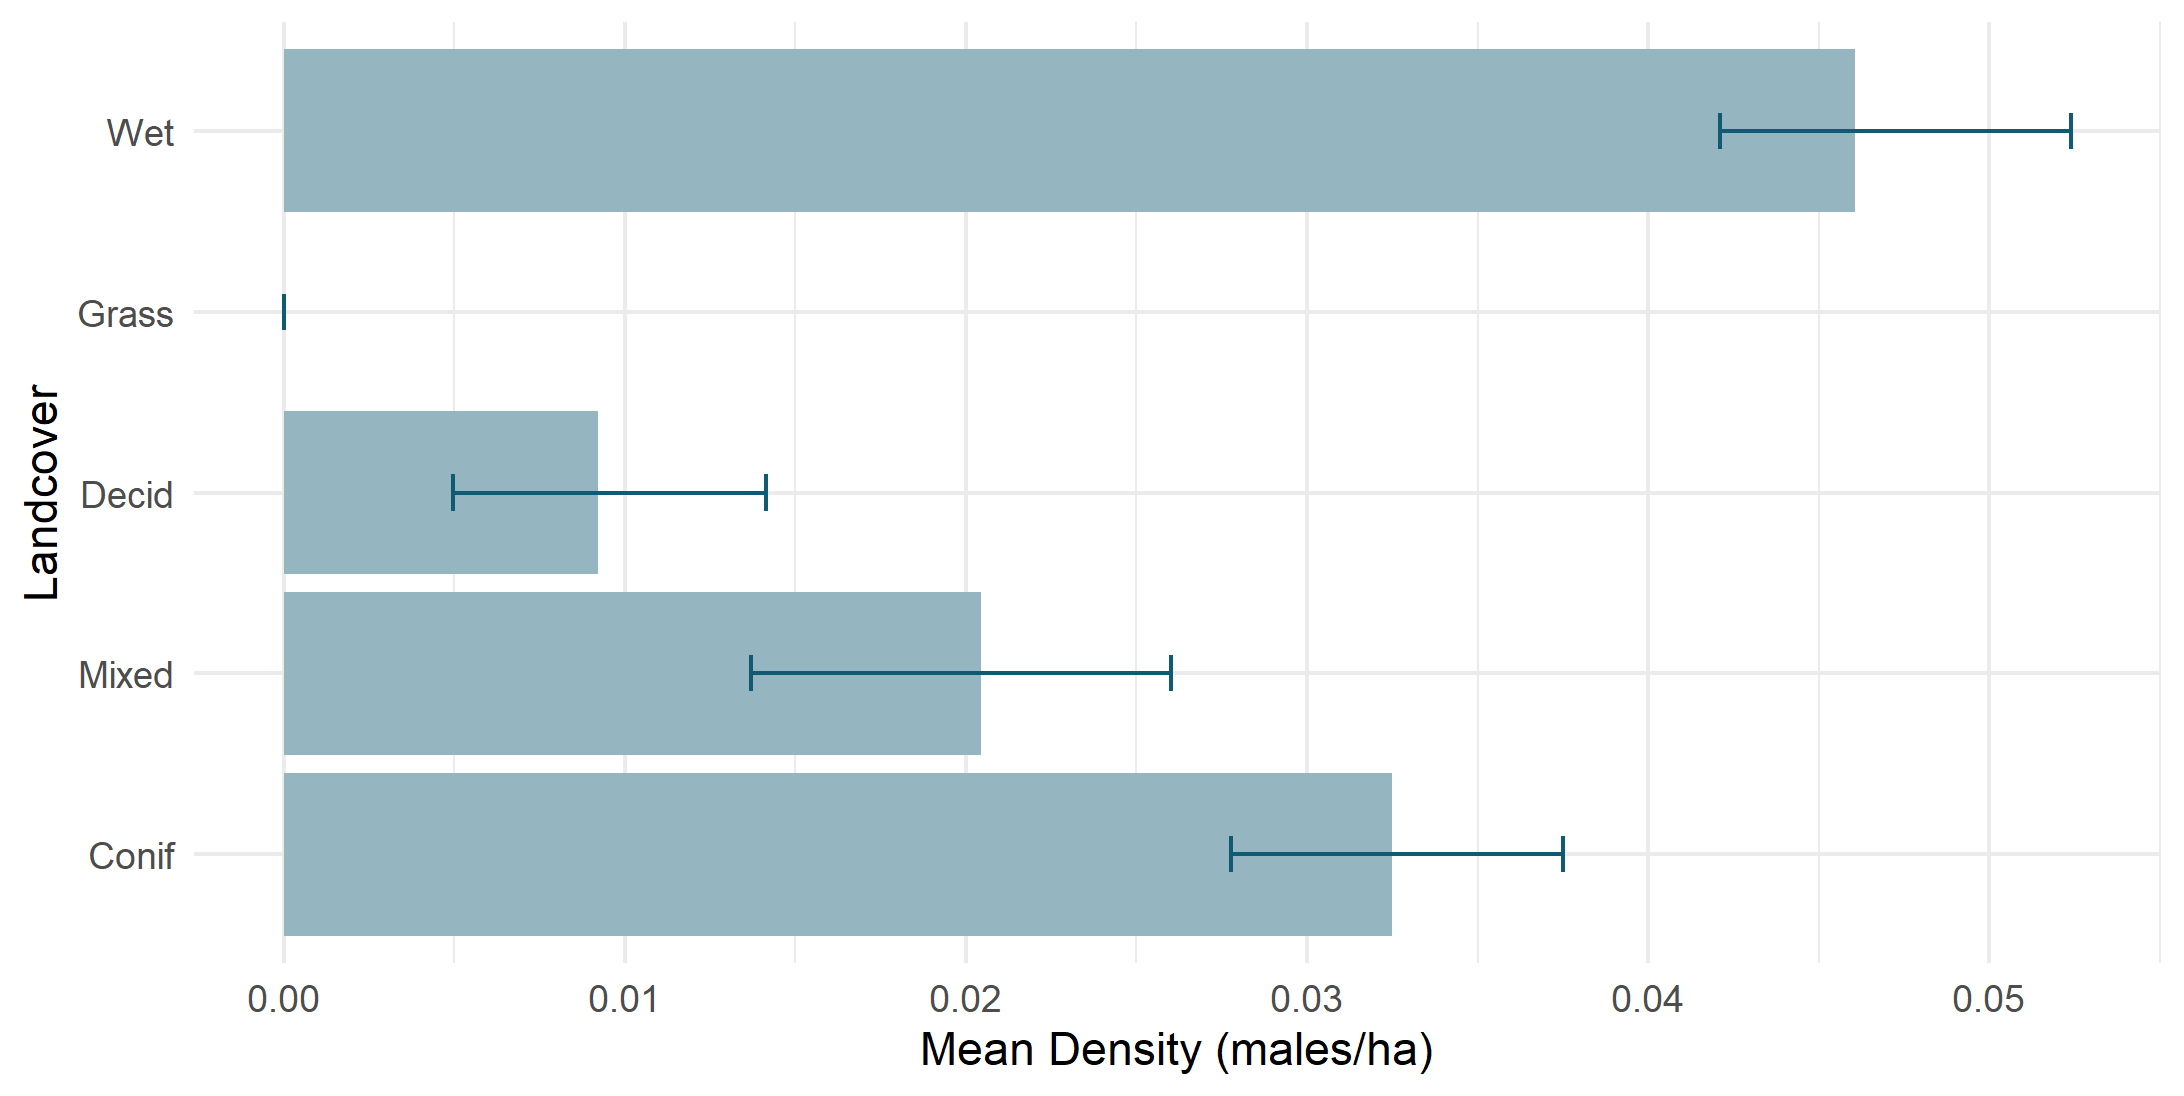 Landcover
Wet
Grass
Decid
Mixed
Conif
0.00 0.01 0.02 0.03 0.04 0.05
Mean Density (males/ha)